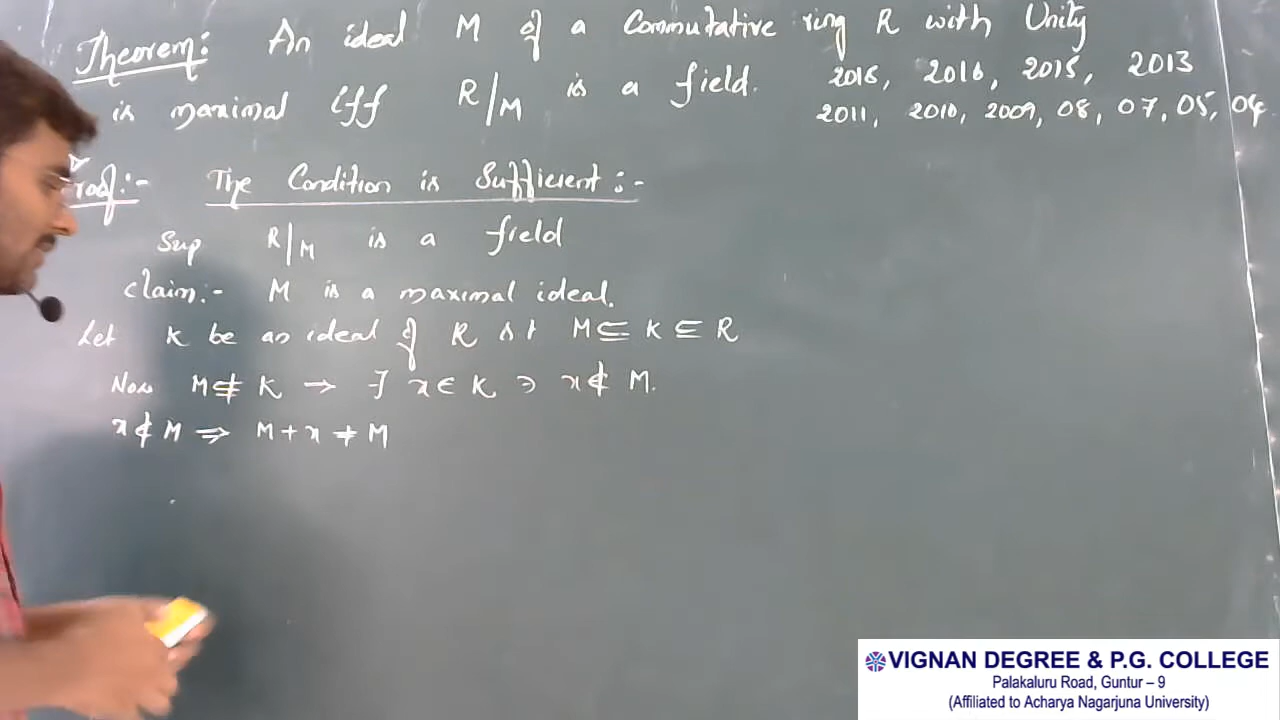 Theorem: An ideal M of a Commutative ring R with Unity
is maximal iff R/M is a field. 2018, 2016, 2015, 2013
2011, 2010, 2009, 08, 07, 05, 04
Proof:- The Condition is Sufficient:-
Sup R/M is a field
claim:- M is a maximal ideal.
Let K be an ideal of R s t M ⊆ K ⊆ R
Now M ⊊ K → ∃ x ∈ K ∋ x ∉ M.
x ∉ M ⇒ M + x ≠ M
VIGNAN DEGREE & P.G. COLLEGE
Palakaluru Road, Guntur – 9
(Affiliated to Acharya Nagarjuna University)